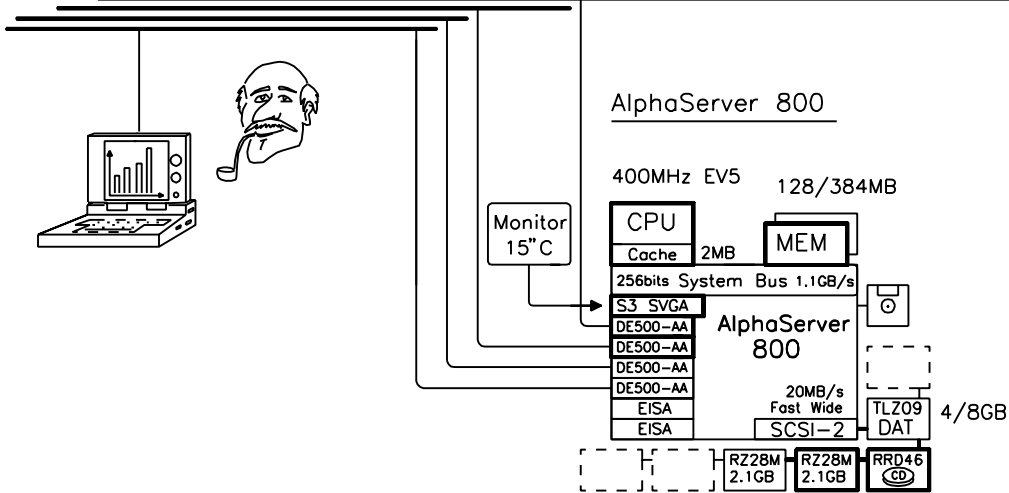 AlphaServer 800
400MHz EV5
128/384MB
Monitor
15"C
CPU
Cache
2MB
MEM
256bits System Bus 1.1GB/s
S3 SVGA
DE500-AA
DE500-AA
DE500-AA
DE500-AA
EISA
EISA
AlphaServer
800
20MB/s
Fast Wide
SCSI-2
TLZ09
DAT
4/8GB
RZ28M
2.1GB
RZ28M
2.1GB
RRD46
CD